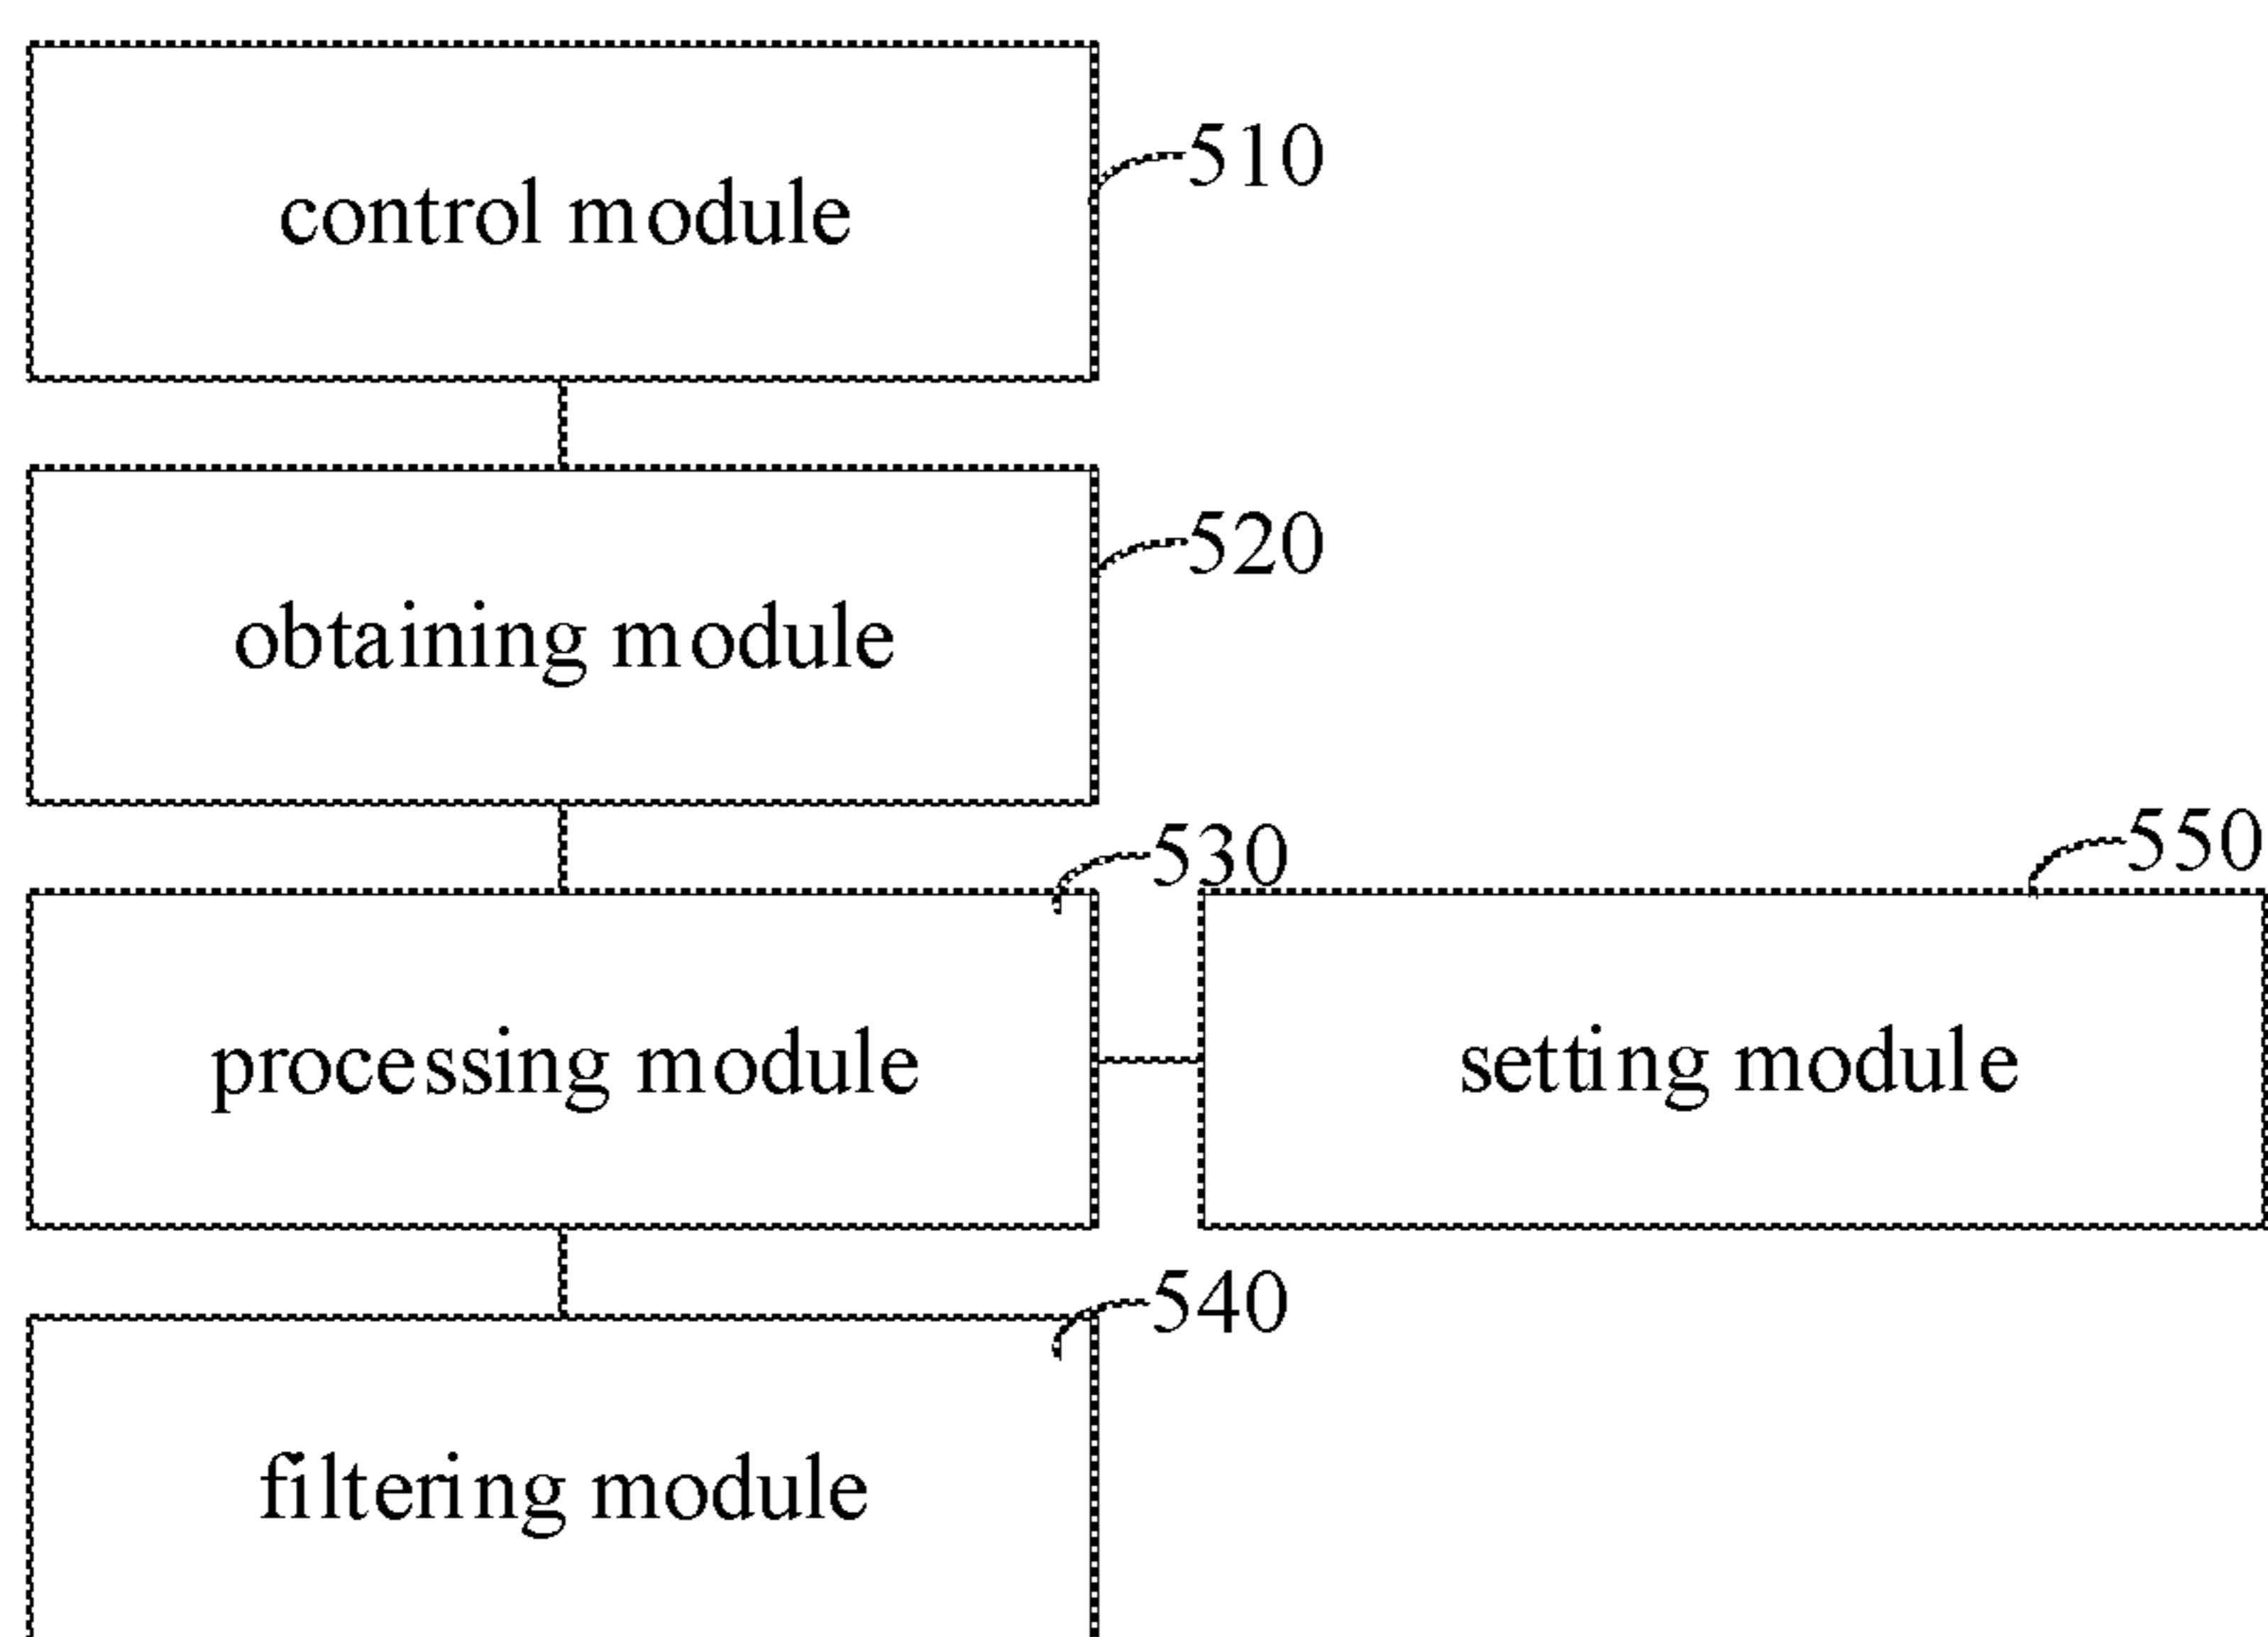 510
control module
520
obtaining module
530
550
processing module
setting module
540
filtering module